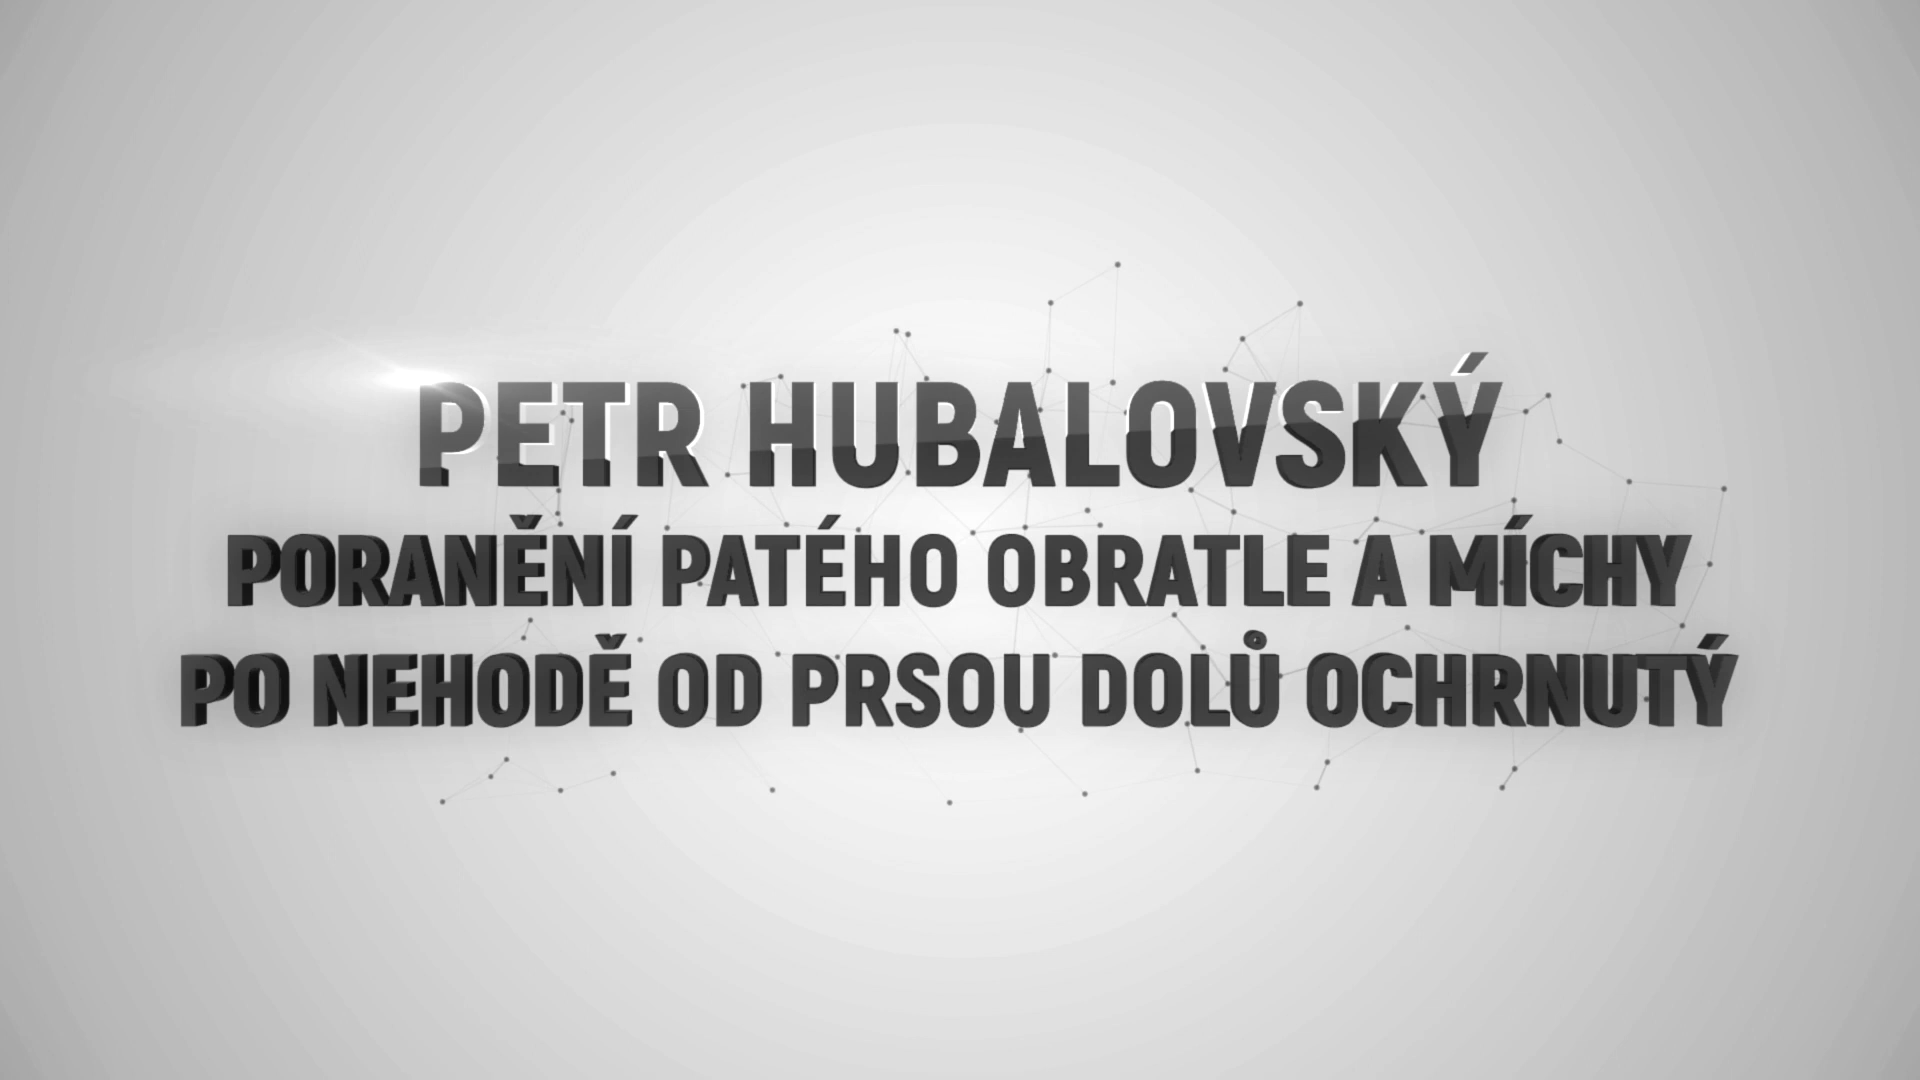 PETR HUBALOVSKÝ
PORANĚNÍ PATÉHO OBRATLE A MÍCHY
PO NEHODĚ OD PRSOU DOLŮ OCHRNUTÝ